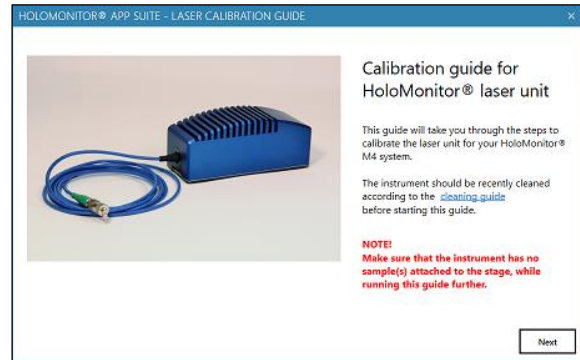 HOLOMONITOR® APP SUITE - LASER CALIBRATION GUIDE
Calibration guide for
HoloMonitor® laser unit
This guide will take you through the steps to
calibrate the laser unit for your HoloMonitor®
M4 system.
The instrument should be recently cleaned
according to the cleaning guide
before starting this guide.
NOTE!
Make sure that the instrument has no
sample(s) attached to the stage, while
running this guide further.
Next